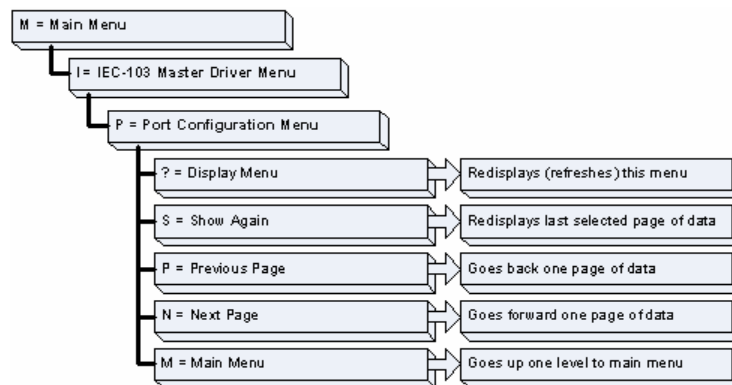 M = Main Menu
I= IEC-103 Master Driver Menu
P = Port Configuration Menu
? = Display Menu
Redisplays (refreshes) this menu
S = Show Again
Redisplays last selected page of data
P = Previous Page
Goes back one page of data
N = Next Page
Goes forward one page of data
M = Main Menu
Goes up one level to main menu